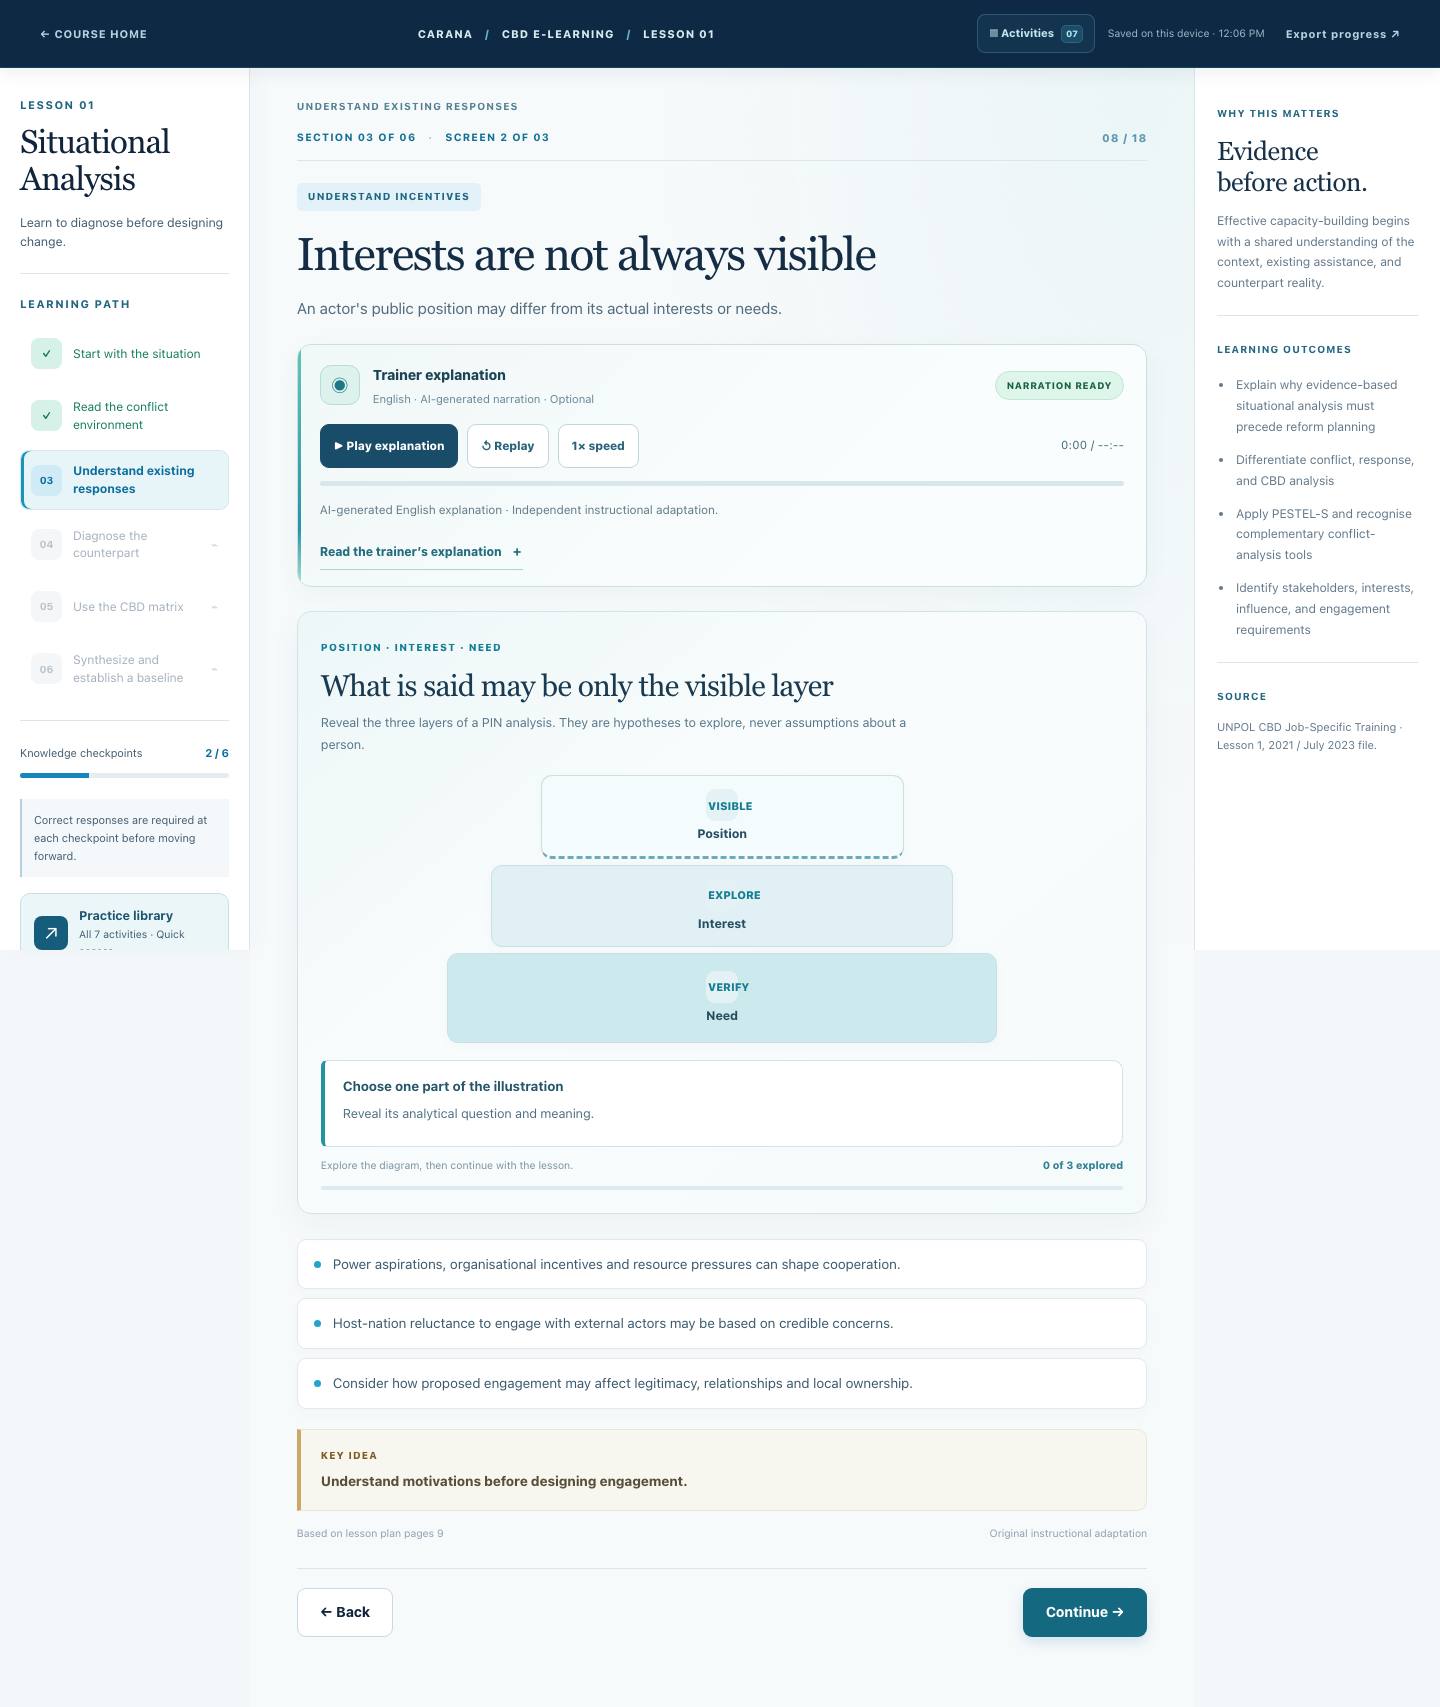 ← COURSE HOME
CARANA / CBD E-LEARNING / LESSON 01
Activities 07
Saved on this device · 12:06 PM
Export progress ↗
LESSON 01
Situational
Analysis
Learn to diagnose before designing
change.
LEARNING PATH
✓ Start with the situation
✓ Read the conflict
environment
03 Understand existing
responses
04 Diagnose the
counterpart
05 Use the CBD matrix
06 Synthesize and
establish a baseline
Knowledge checkpoints 2 / 6
Correct responses are required at
each checkpoint before moving
forward.
Practice library
All 7 activities · Quick
UNDERSTAND EXISTING RESPONSES
SECTION 03 OF 06 · SCREEN 2 OF 03
08 / 18
UNDERSTAND INCENTIVES
Interests are not always visible
An actor's public position may differ from its actual interests or needs.
Trainer explanation
English · AI-generated narration · Optional
NARRATION READY
▶ Play explanation
↺ Replay
1× speed
0:00 / --:--
AI-generated English explanation · Independent instructional adaptation.
Read the trainer’s explanation +
POSITION · INTEREST · NEED
What is said may be only the visible layer
Reveal the three layers of a PIN analysis. They are hypotheses to explore, never assumptions about a
person.
VISIBLE
Position
EXPLORE
Interest
VERIFY
Need
Choose one part of the illustration
Reveal its analytical question and meaning.
Explore the diagram, then continue with the lesson.
0 of 3 explored
Power aspirations, organisational incentives and resource pressures can shape cooperation.
Host-nation reluctance to engage with external actors may be based on credible concerns.
Consider how proposed engagement may affect legitimacy, relationships and local ownership.
KEY IDEA
Understand motivations before designing engagement.
Based on lesson plan pages 9
Original instructional adaptation
← Back
Continue →
WHY THIS MATTERS
Evidence
before action.
Effective capacity-building begins
with a shared understanding of the
context, existing assistance, and
counterpart reality.
LEARNING OUTCOMES
• Explain why evidence-based
situational analysis must
precede reform planning
• Differentiate conflict, response,
and CBD analysis
• Apply PESTEL-S and recognise
complementary conflict-
analysis tools
• Identify stakeholders, interests,
influence, and engagement
requirements
SOURCE
UNPOL CBD Job-Specific Training ·
Lesson 1, 2021 / July 2023 file.